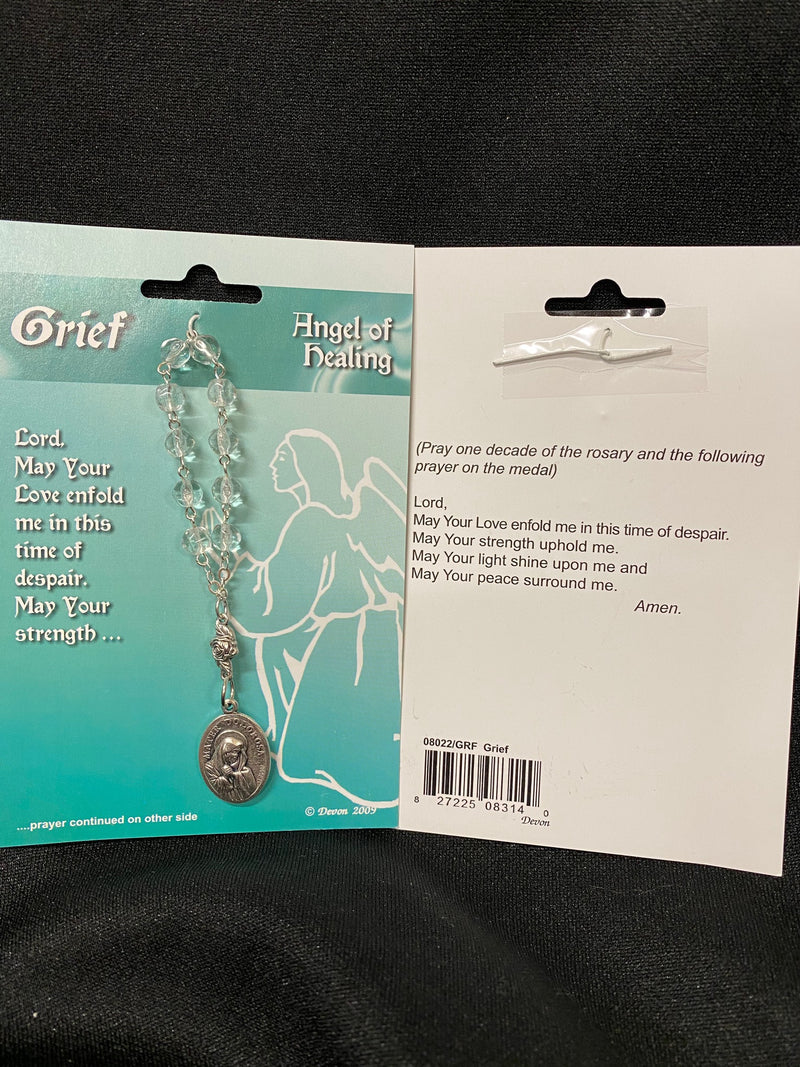 Grief
Angel of
Healing
Lord,
May Your
Love enfold
me in this
time of
despair.
May Your
strength ...
MATER DOLOROSA
....prayer continued on other side
© Devon 2009
(Pray one decade of the rosary and the following
prayer on the medal)
Lord,
May Your Love enfold me in this time of despair.
May Your strength uphold me.
May Your light shine upon me and
May Your peace surround me.
Amen.
08022/GRF Grief
8 27225 08314 0
Devon